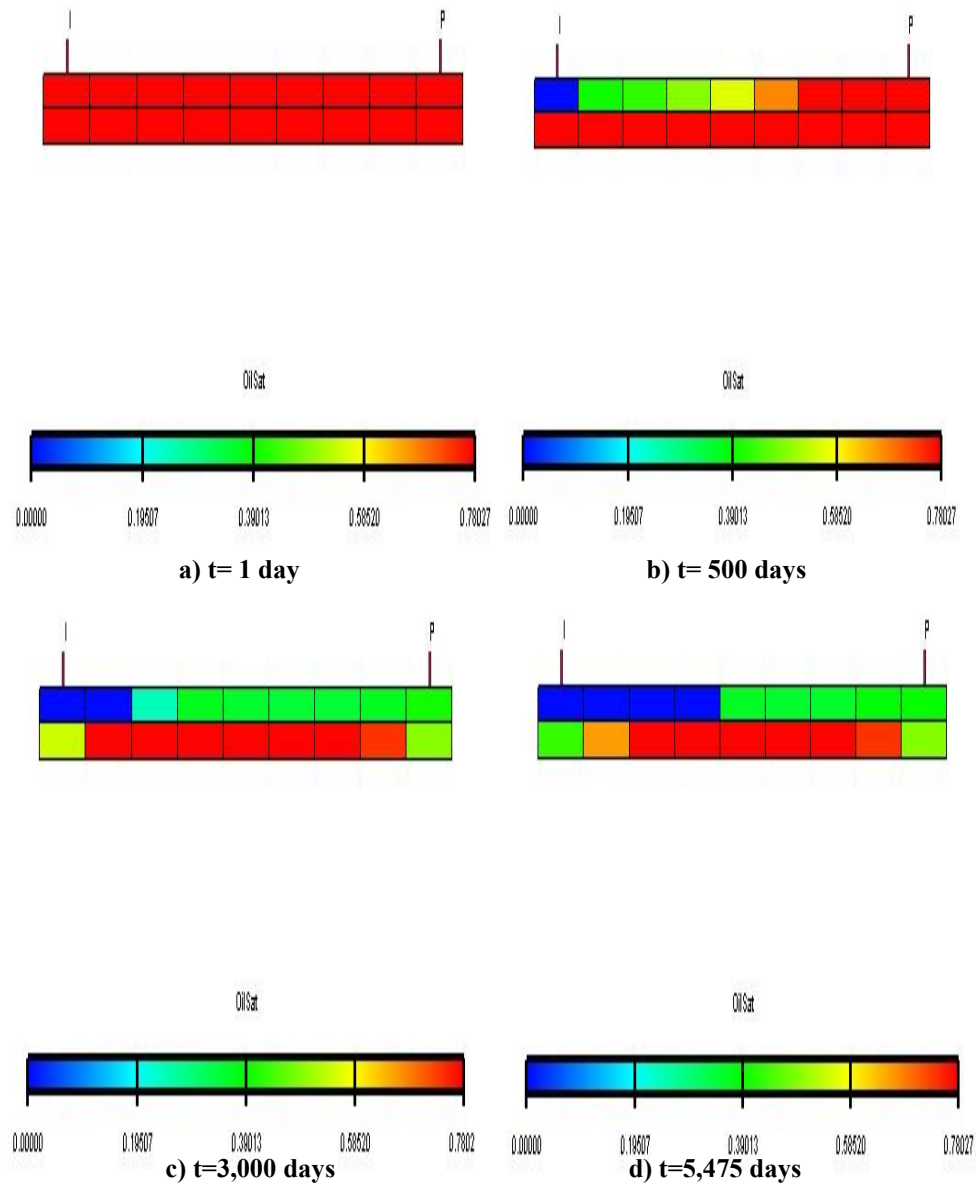 I P
I P
Oil Sat
Oil Sat
0.00000 0.19507 0.39013 0.58520 0.78027
0.00000 0.19507 0.39013 0.58520 0.78027
a) t= 1 day
b) t= 500 days
I P
I P
Oil Sat
Oil Sat
0.00000 0.19507 0.39013 0.58520 0.7802
0.00000 0.19507 0.39013 0.58520 0.78027
c) t=3,000 days
d) t=5,475 days